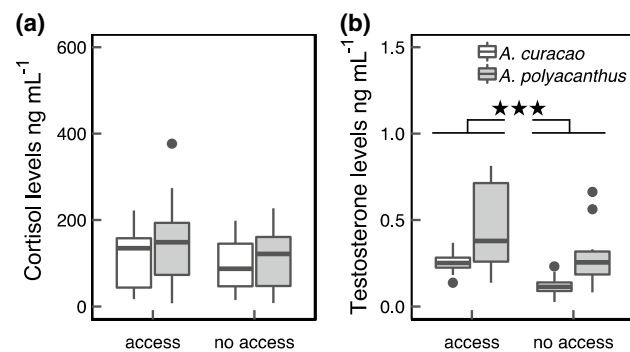 (a)
Cortisol levels ng mL⁻¹
600
400
200
0
access
no access
(b)
Testosterone levels ng mL⁻¹
1.5
1.0
0.5
0.0
A. curacao
A. polyacanthus
★★★
access
no access